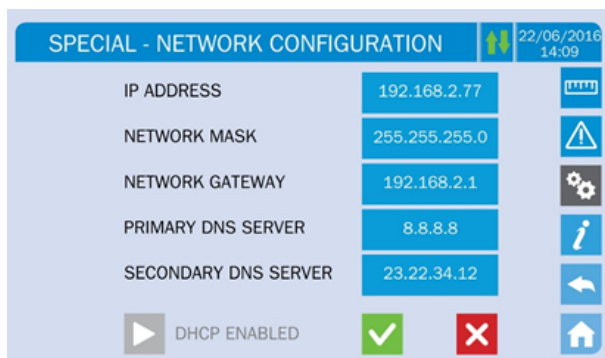 SPECIAL - NETWORK CONFIGURATION
22/06/2016
14:09
IP ADDRESS 192.168.2.77
NETWORK MASK 255.255.255.0
NETWORK GATEWAY 192.168.2.1
PRIMARY DNS SERVER 8.8.8.8
SECONDARY DNS SERVER 23.22.34.12
DHCP ENABLED